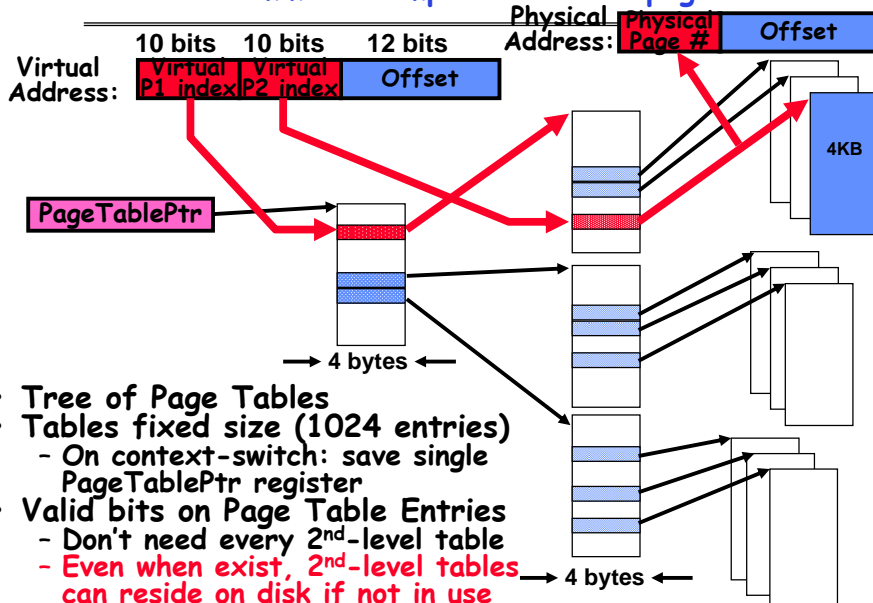 Physical
Address:
Physical
Page #
Offset
10 bits
10 bits
12 bits
Virtual
Address:
Virtual
P1 index
Virtual
P2 index
Offset
4KB
PageTablePtr
4 bytes
• Tree of Page Tables
• Tables fixed size (1024 entries)
- On context-switch: save single
PageTablePtr register
• Valid bits on Page Table Entries
- Don't need every 2nd-level table
- Even when exist, 2nd-level tables
can reside on disk if not in use
4 bytes